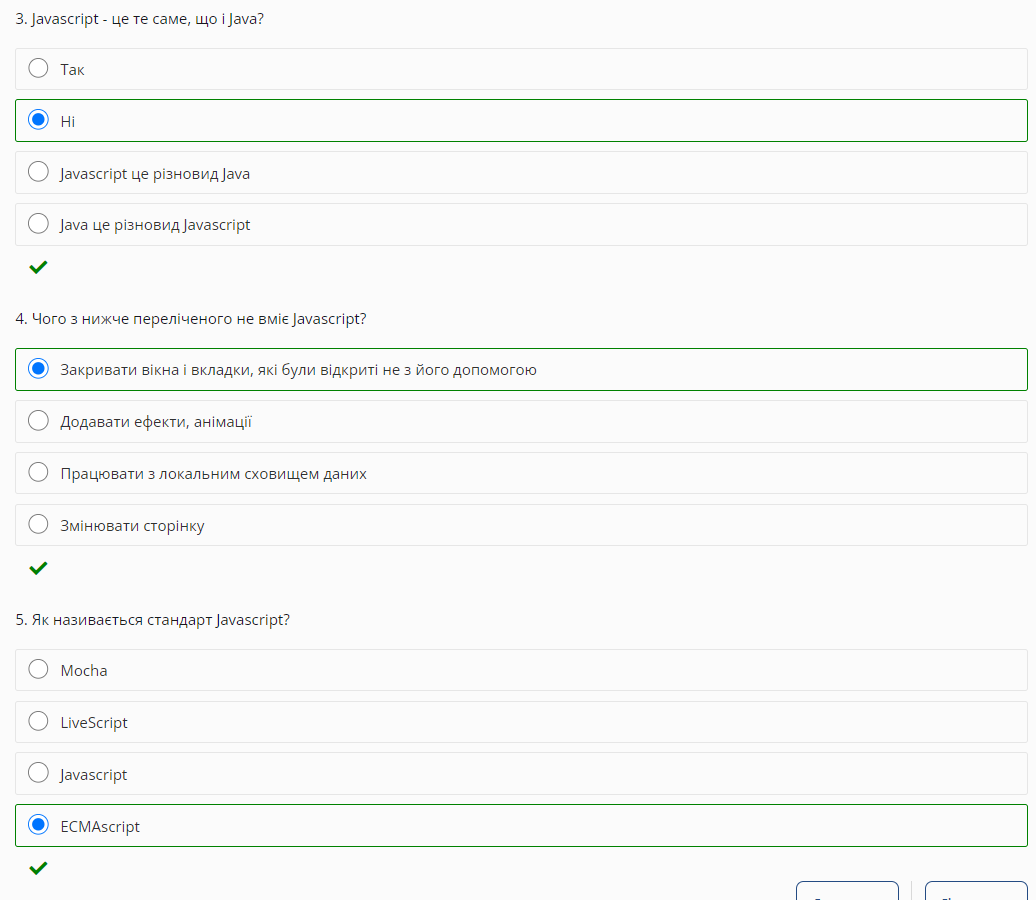 3. Javascript - це те саме, що і Java?
Так
Ні
Javascript це різновид Java
Java це різновид Javascript
4. Чого з нижче переліченого не вміє Javascript?
Закривати вікна і вкладки, які були відкриті не з його допомогою
Додавати ефекти, анімації
Працювати з локальним сховищем даних
Змінювати сторінку
5. Як називається стандарт Javascript?
Mocha
LiveScript
Javascript
ECMAscript